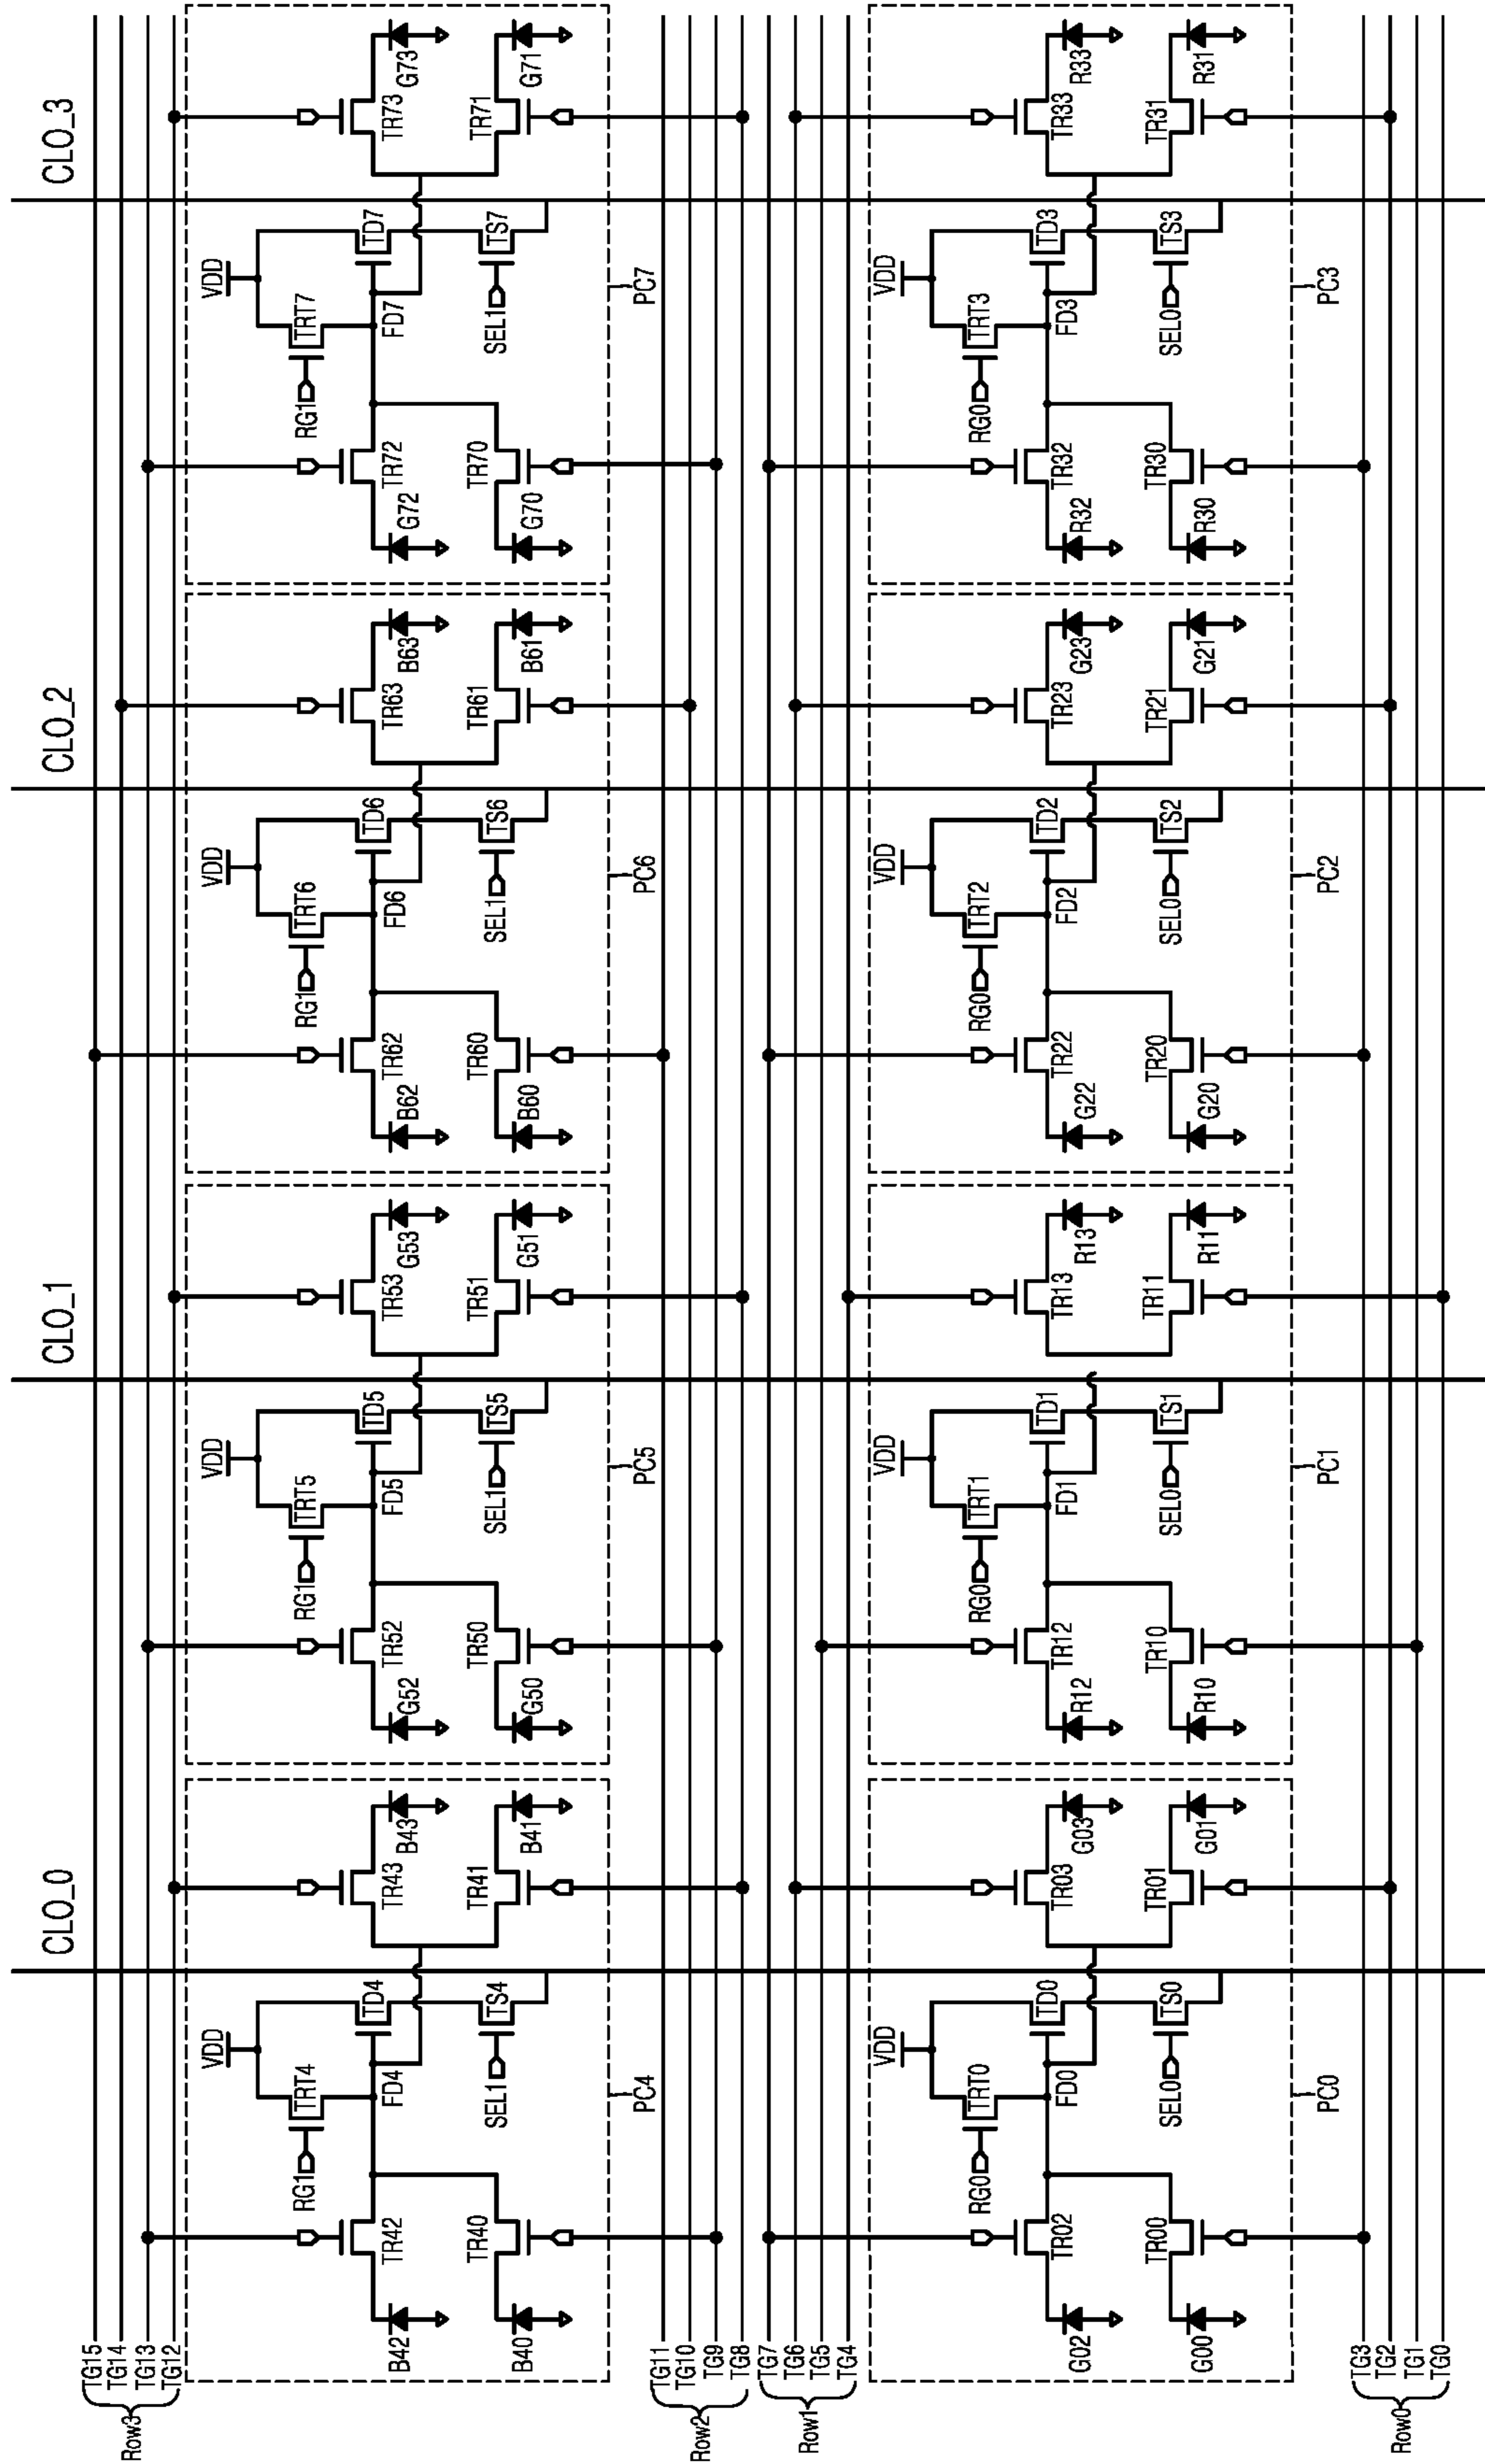 CLO_0
CLO_1
CLO_2
CLO_3
Row3
TG15
TG14
TG13
TG12
VDD
VDD
VDD
VDD
RG1
TRT4
TD4
RG1
TRT5
TD5
RG1
TRT6
TD6
RG1
TRT7
TD7
TR42
FD4
TR43
TR52
FD5
TR53
TR62
FD6
TR63
TR72
FD7
TR73
B42
B43
G52
G53
B62
B63
G72
G73
TR40
SEL1
TS4
TR41
TR50
SEL1
TS5
TR51
TR60
SEL1
TS6
TR61
TR70
SEL1
TS7
TR71
B40
B41
G50
G51
B60
B61
G70
G71
PC4
PC5
PC6
PC7
Row2
TG11
TG10
TG9
TG8
Row1
TG7
TG6
TG5
TG4
VDD
VDD
VDD
VDD
RG0
TRT0
TD0
RG0
TRT1
TD1
RG0
TRT2
TD2
RG0
TRT3
TD3
TR02
FD0
TR03
TR12
FD1
TR13
TR22
FD2
TR23
TR32
FD3
TR33
G02
G03
R12
R13
G22
G23
R32
R33
TR00
SEL0
TS0
TR01
TR10
SEL0
TS1
TR11
TR20
SEL0
TS2
TR21
TR30
SEL0
TS3
TR31
G00
G01
R10
R11
G20
G21
R30
R31
PC0
PC1
PC2
PC3
Row0
TG3
TG2
TG1
TG0